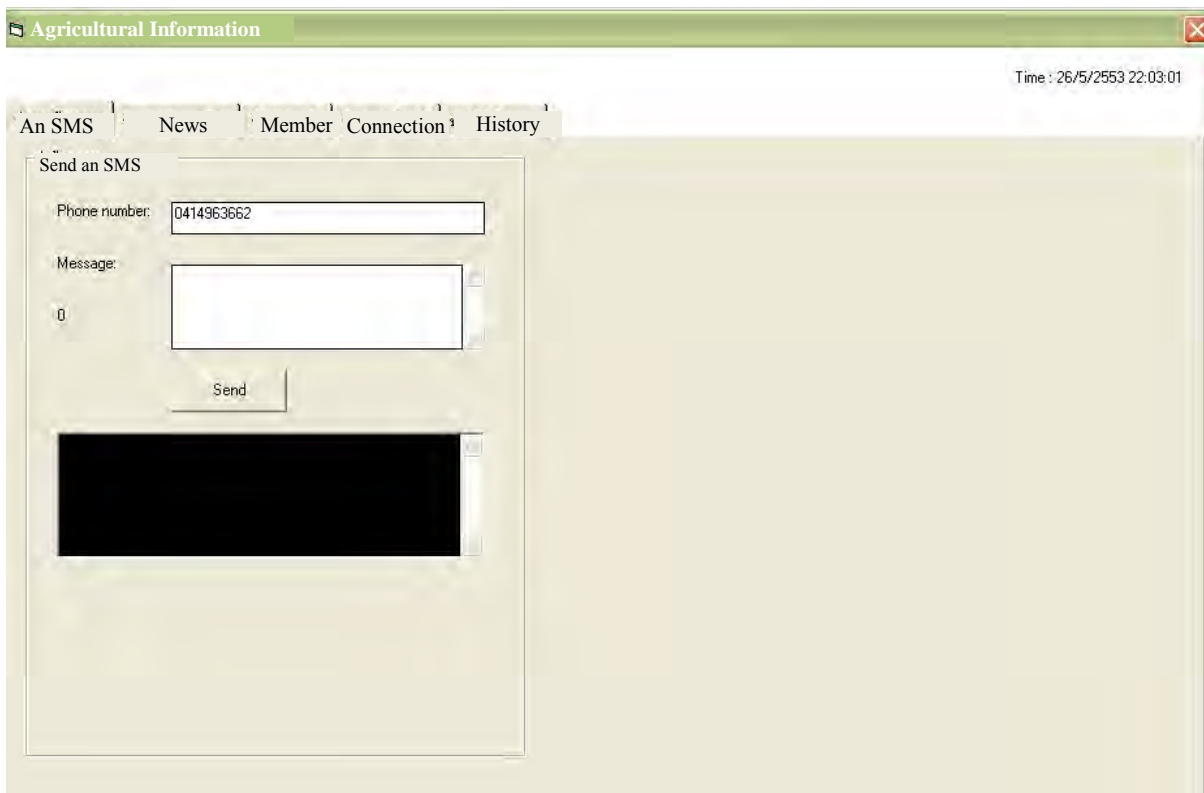 Agricultural Information
Time : 26/5/2553 22:03:01
An SMS News Member Connection History
Send an SMS
Phone number: 0414963662
Message:
0
Send